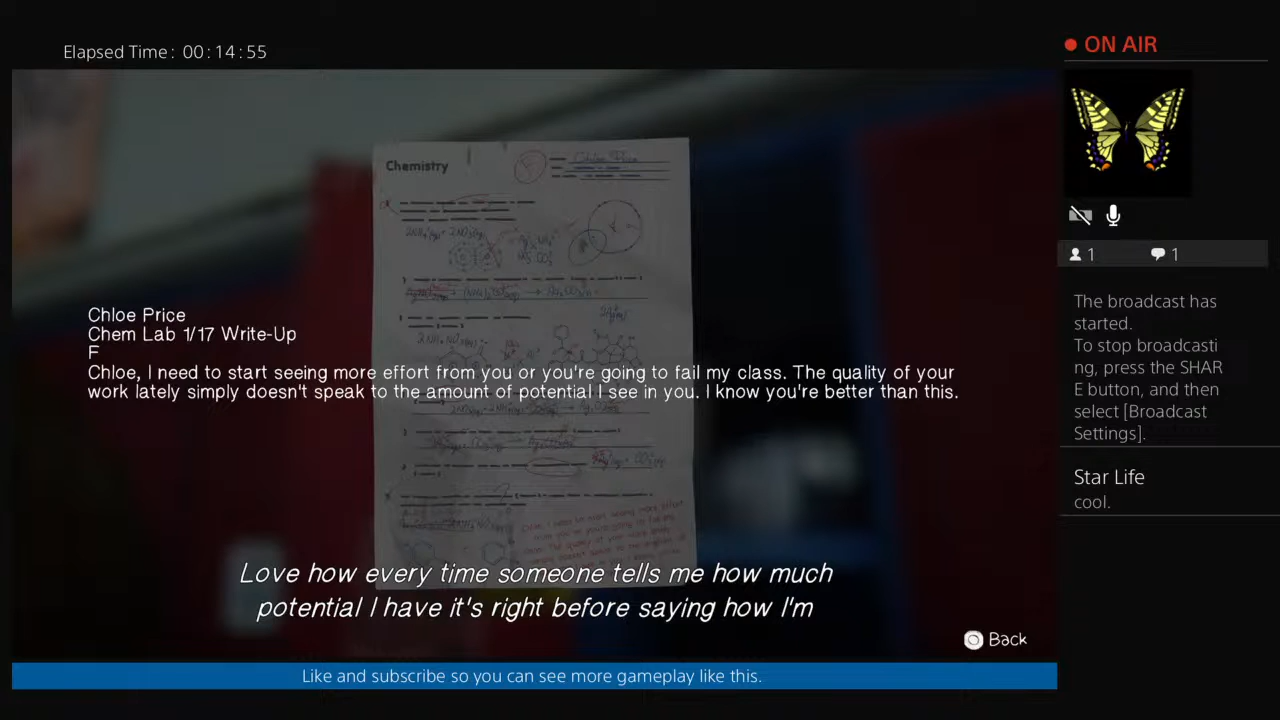 Elapsed Time: 00:14:55
ON AIR
1
1
The broadcast has
started.
To stop broadcasti
ng, press the SHAR
E button, and then
select [Broadcast
Settings].
Star Life
cool.
Chemistry
Chloe Price
Chloe Price
Chem Lab 1/17 Write-Up
F
Chloe, I need to start seeing more effort from you or you're going to fail my class. The quality of your
work lately simply doesn't speak to the amount of potential I see in you. I know you're better than this.
Love how every time someone tells me how much
potential I have it's right before saying how I'm
Back
Like and subscribe so you can see more gameplay like this.